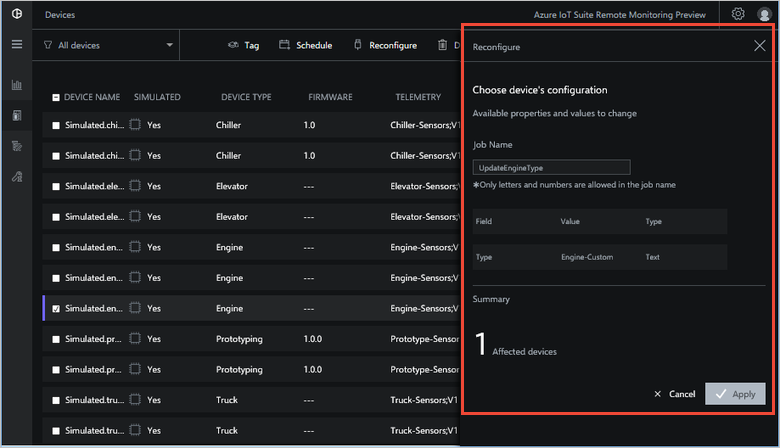 Devices
Azure IoT Suite Remote Monitoring Preview
All devices
Tag
Schedule
Reconfigure
D
DEVICE NAME SIMULATED DEVICE TYPE FIRMWARE TELEMETRY
Simulated.chi... Yes Chiller 1.0 Chiller-Sensors;V1
Simulated.chi... Yes Chiller 1.0 Chiller-Sensors;V1
Simulated.ele... Yes Elevator --- Elevator-Sensors;
Simulated.ele... Yes Elevator --- Elevator-Sensors;
Simulated.en... Yes Engine --- Engine-Sensors;V1
Simulated.en... Yes Engine --- Engine-Sensors;V
Simulated.en... Yes Engine --- Engine-Sensors;V
Simulated.pr... Yes Prototyping 1.0.0 Prototype-Sensor
Simulated.pr... Yes Prototyping 1.0.0 Prototype-Sensor
Simulated.tru... Yes Truck --- Truck-Sensors;V1
Simulated.tru... Yes Truck --- Truck-Sensors;V1
Reconfigure
Choose device's configuration
Available properties and values to change
Job Name
UpdateEngineType
✱Only letters and numbers are allowed in the job name
Field Value Type
Type Engine-Custom Text
Summary
1 Affected devices
Cancel
Apply